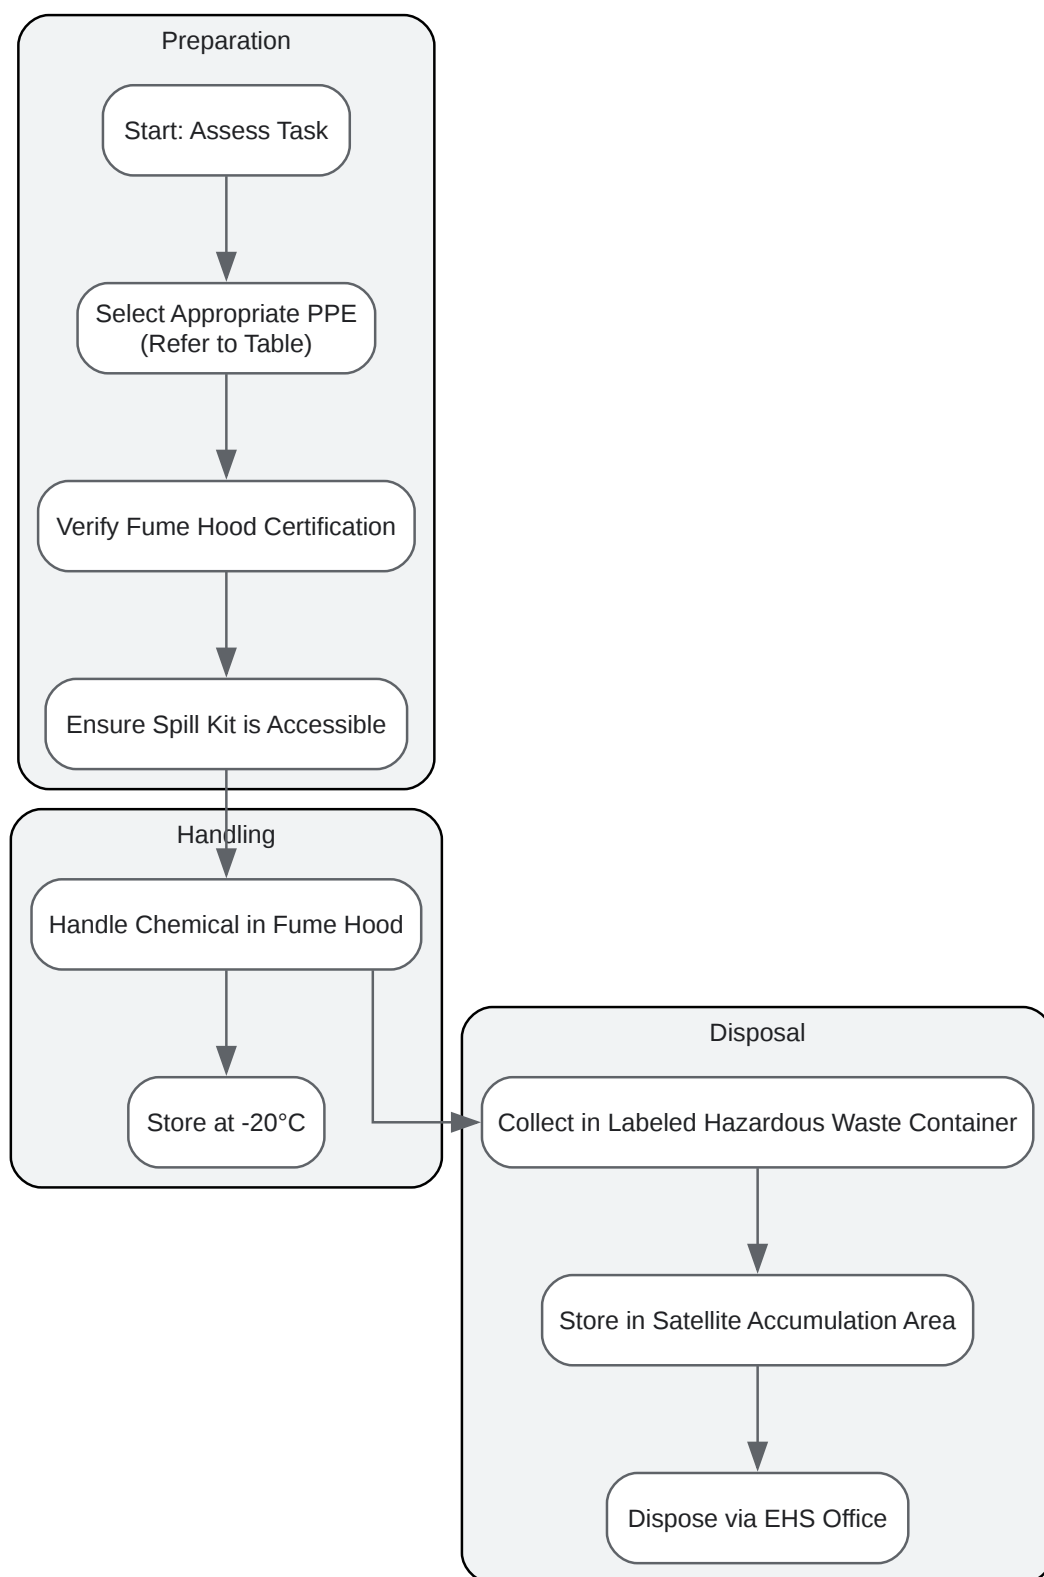 Preparation
Start: Assess Task
Select Appropriate PPE
(Refer to Table)
Verify Fume Hood Certification
Ensure Spill Kit is Accessible
Handling
Handle Chemical in Fume Hood
Store at -20°C
Disposal
Collect in Labeled Hazardous Waste Container
Store in Satellite Accumulation Area
Dispose via EHS Office